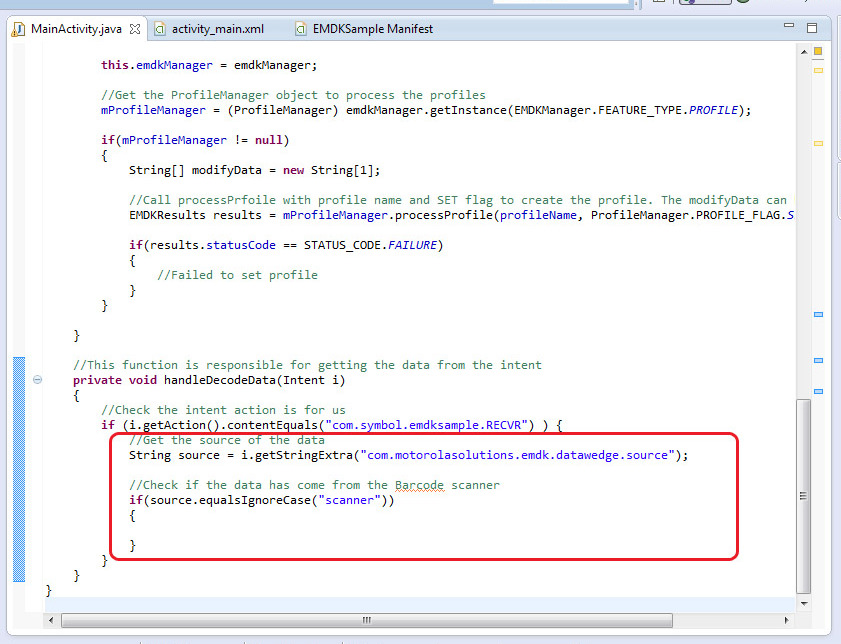 MainActivity.java
activity_main.xml
EMDKSample Manifest
this.emdkManager = emdkManager;
//Get the ProfileManager object to process the profiles
mProfileManager = (ProfileManager) emdkManager.getInstance(EMDKManager.FEATURE_TYPE.PROFILE);
if(mProfileManager != null)
{
String[] modifyData = new String[1];
//Call processPrfoile with profile name and SET flag to create the profile. The modifyData can
EMDKResults results = mProfileManager.processProfile(profileName, ProfileManager.PROFILE_FLAG.S
if(results.statusCode == STATUS_CODE.FAILURE)
{
//Failed to set profile
}
}
}
//This function is responsible for getting the data from the intent
private void handleDecodeData(Intent i)
{
//Check the intent action is for us
if (i.getAction().contentEquals("com.symbol.emdksample.RECVR") ) {
//Get the source of the data
String source = i.getStringExtra("com.motorolasolutions.emdk.datawedge.source");
//Check if the data has come from the Barcode scanner
if(source.equalsIgnoreCase("scanner"))
{
}
}
}
}